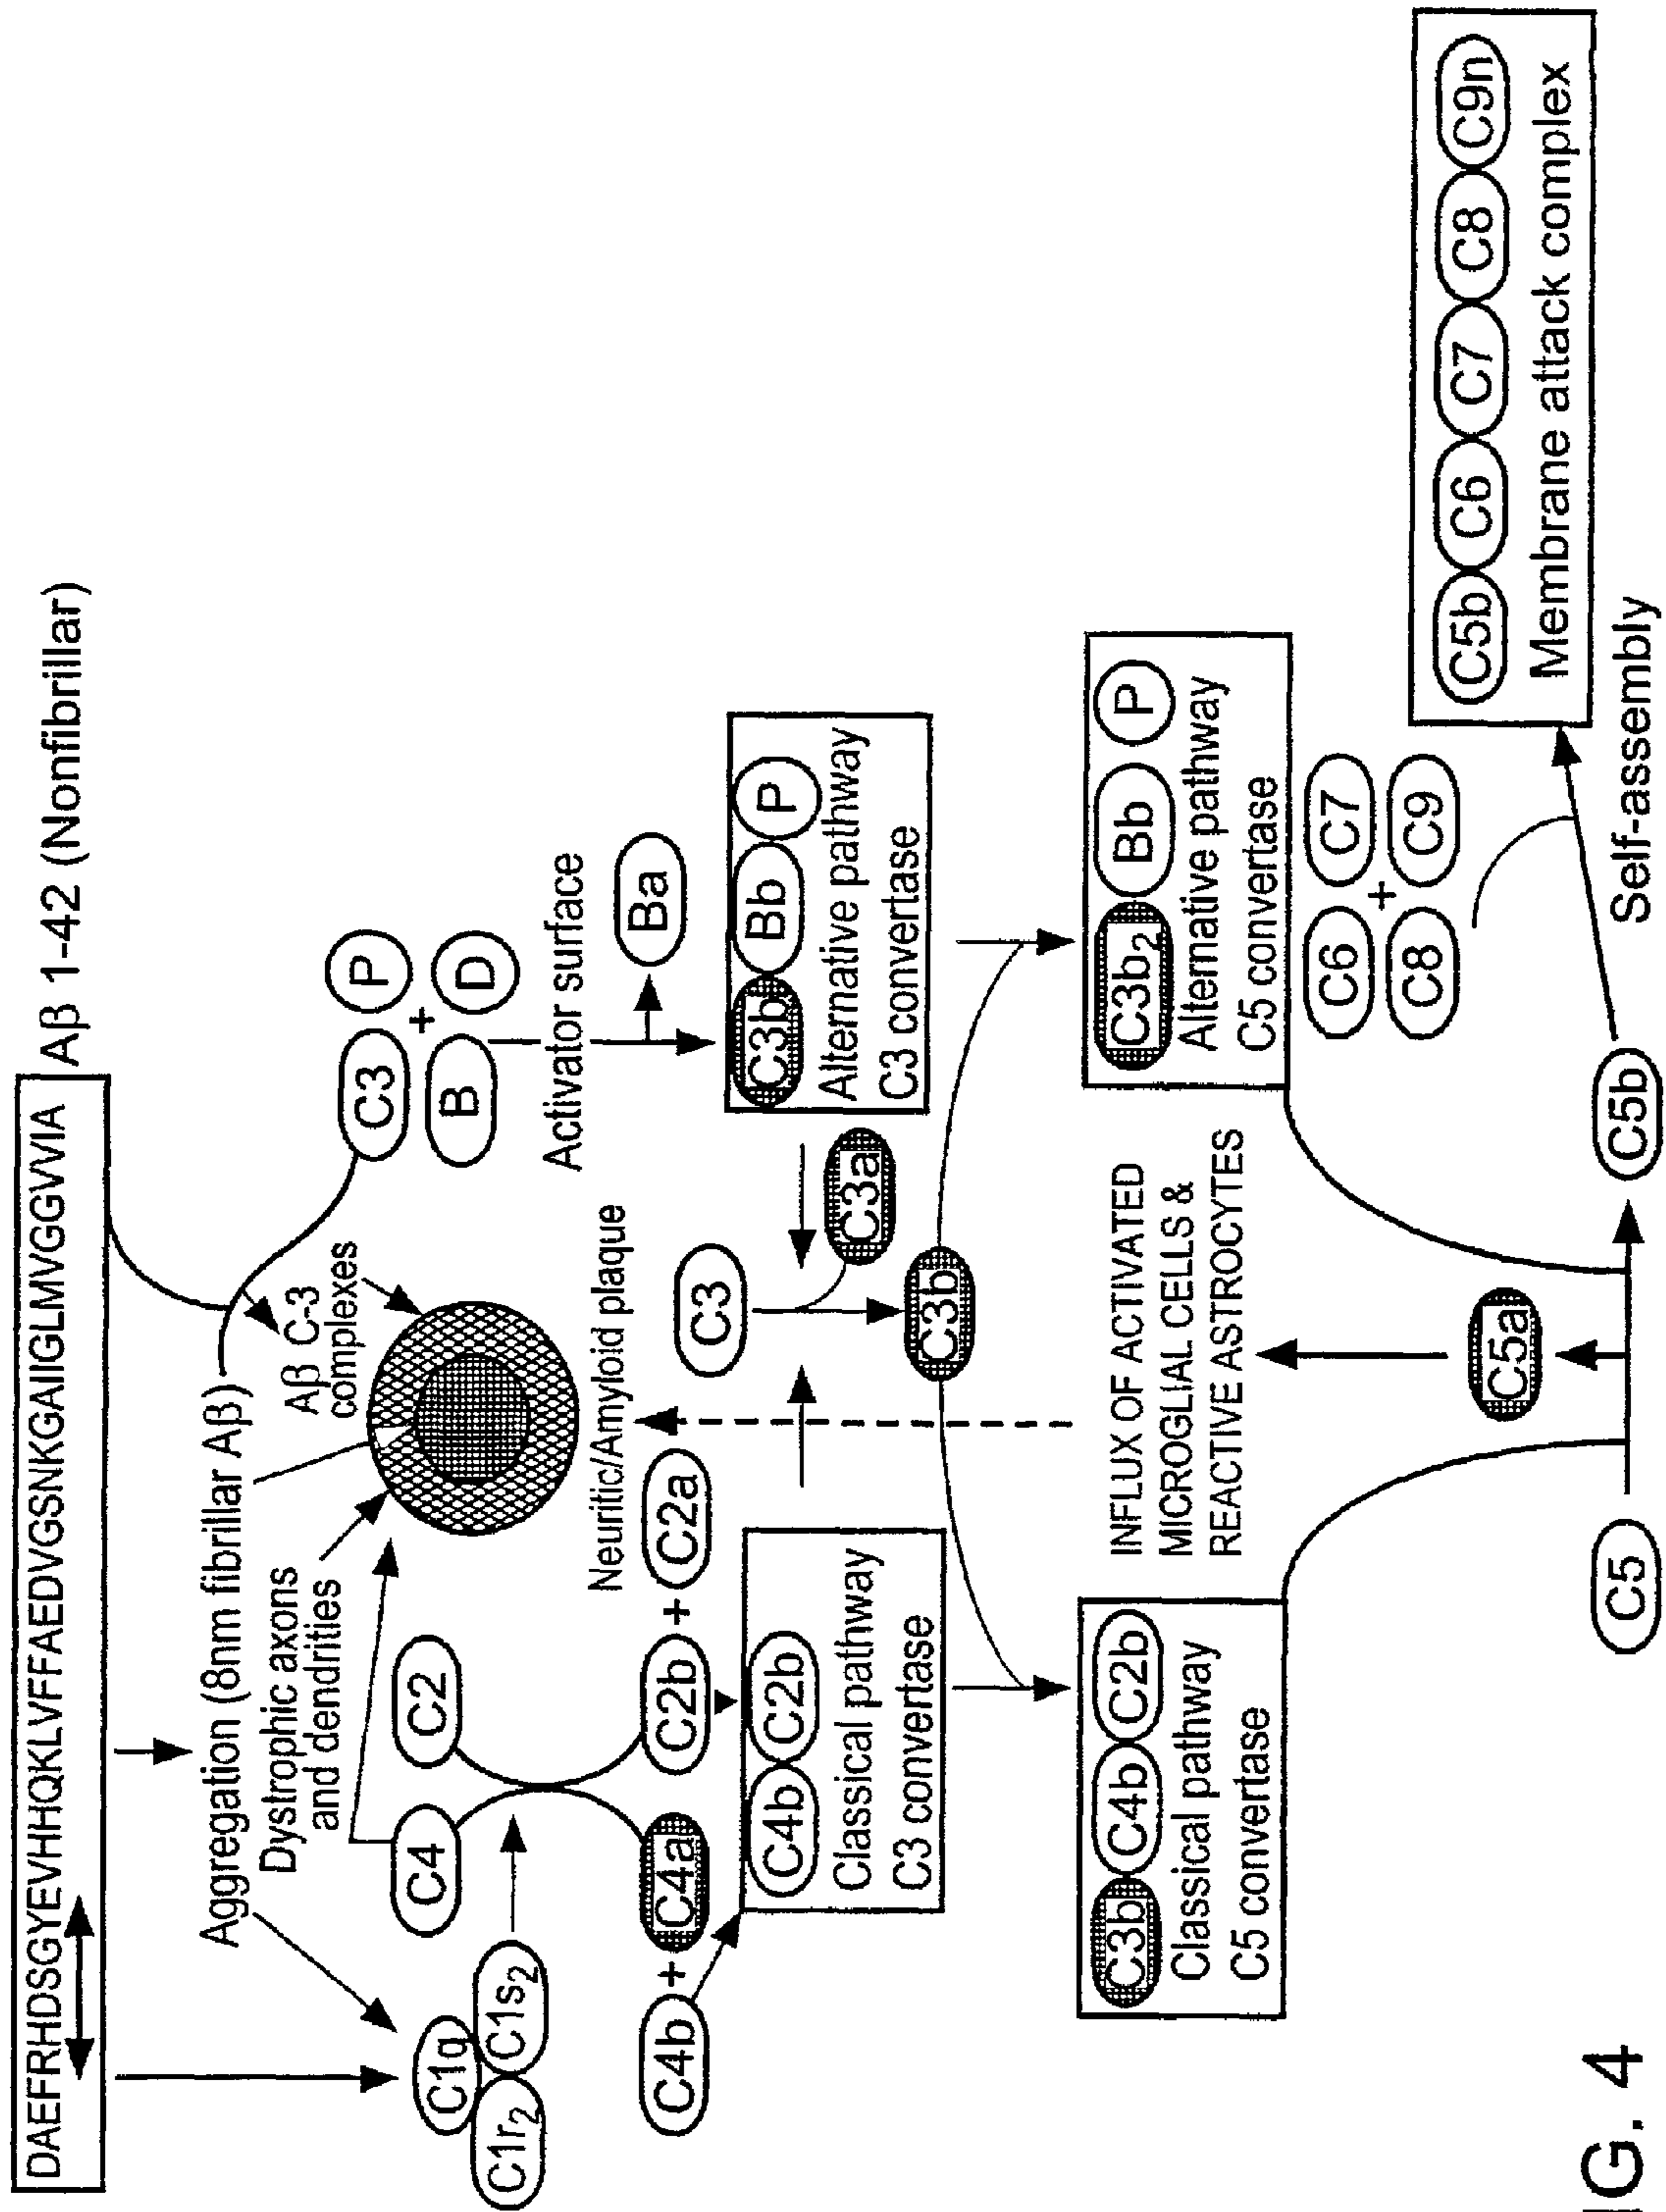 DAEFRHDSGYEVHHQKLVFFAEDVGSNKGAIIGLMVGGVVIA
Aβ 1-42 (Nonfibrillar)
Aggregation (8nm fibrillar Aβ)
Dystrophic axons
and dendrities
Aβ C-3
complexes
C3
P
+
B
D
C1q
C1r2
C1s2
C4
C2
Neuritic/Amyloid plaque
Activator surface
Ba
C4b
+
C4a
C2b
+
C2a
C4b
C2b
Classical pathway
C3 convertase
C3
C3a
C3b
C3b
Bb
P
Alternative pathway
C3 convertase
C3b
C4b
C2b
Classical pathway
C5 convertase
INFLUX OF ACTIVATED
MICROGLIAL CELLS &
REACTIVE ASTROCYTES
C3b2
Bb
P
Alternative pathway
C5 convertase
C6
C7
+
C8
C9
C5
C5a
C5b
Self-assembly
C5b
C6
C7
C8
C9n
Membrane attack complex
IG. 4